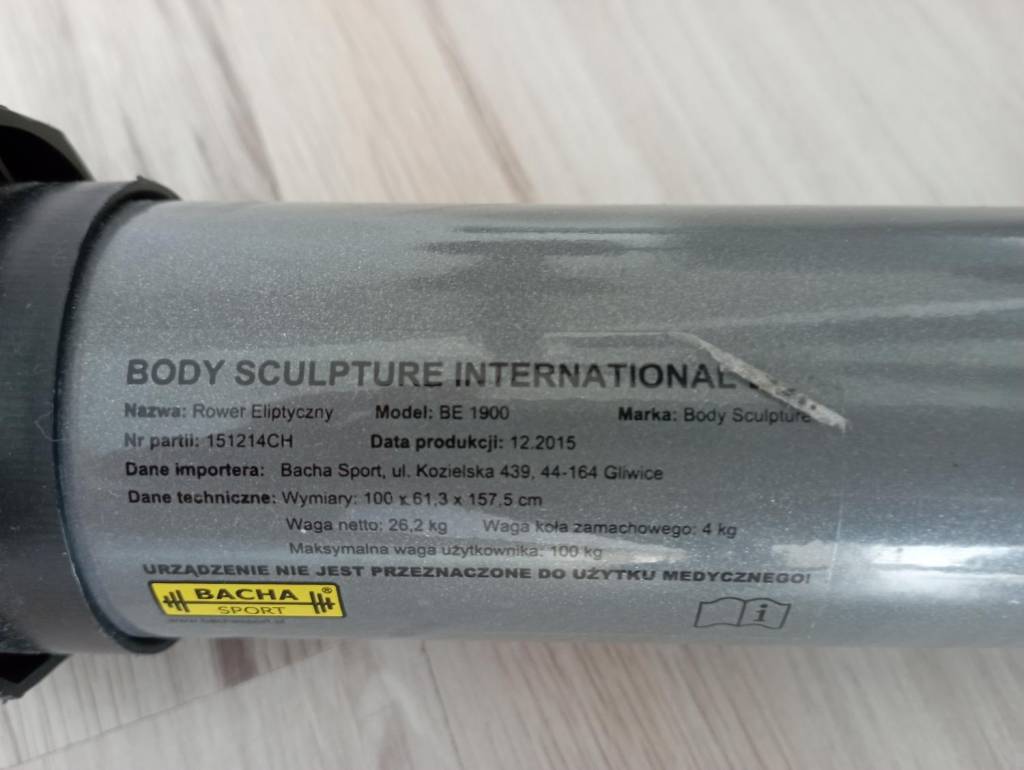 BODY SCULPTURE INTERNATIONAL
Nazwa: Rower Eliptyczny Model: BE 1900 Marka: Body Sculpture
Nr partii: 151214CH Data produkcji: 12.2015
Dane importera: Bacha Sport, ul. Kozielska 439, 44-164 Gliwice
Dane techniczne: Wymiary: 100 x 61,3 x 157,5 cm
Waga netto: 26,2 kg Waga koła zamachowego: 4 kg
Maksymalna waga użytkownika: 100 kg
URZĄDZENIE NIE JEST PRZEZNACZONE DO UŻYTKU MEDYCZNEGO!
BACHA ®
SPORT
www.bachasport.pl
i